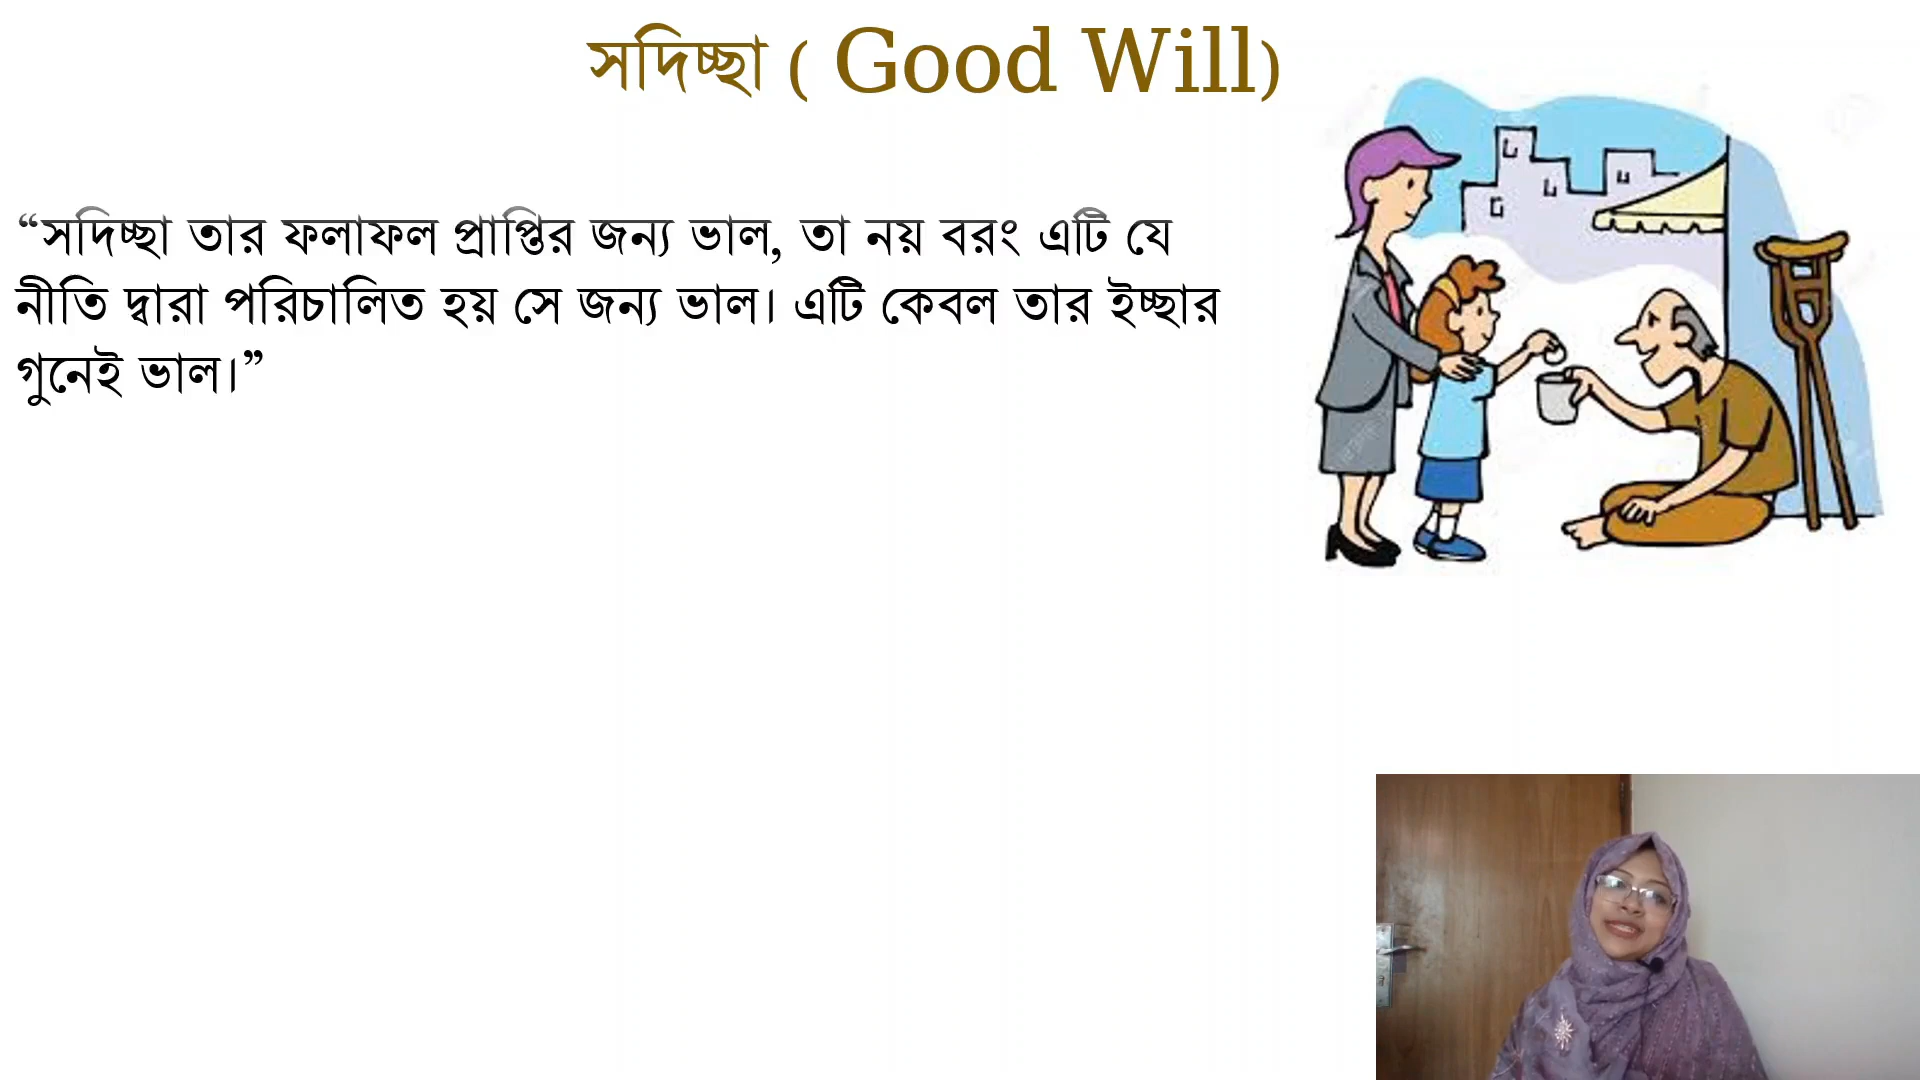 সদিচ্ছা ( Good Will)
“সদিচ্ছা তার ফলাফল প্রাপ্তির জন্য ভাল, তা নয় বরং এটি যে
নীতি দ্বারা পরিচালিত হয় সে জন্য ভাল। এটি কেবল তার ইচ্ছার
গুনেই ভাল।”